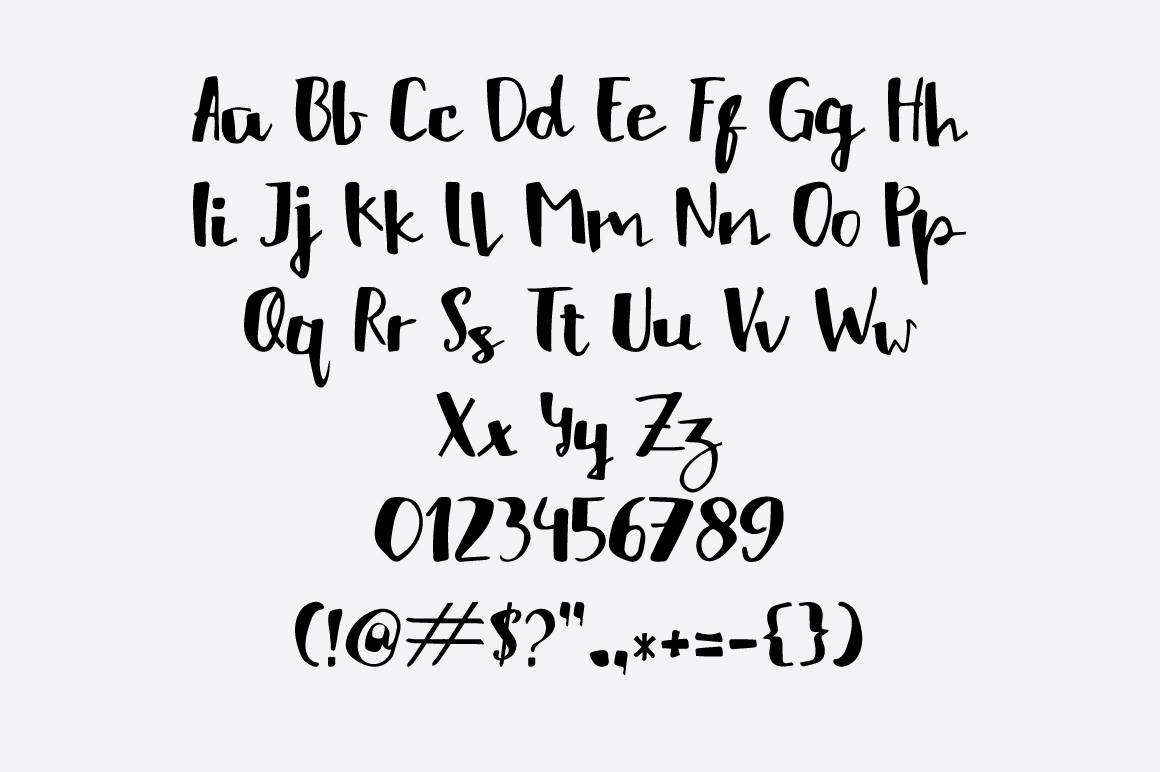 Aa Bb Cc Dd Ee Ff Gg Hh
Ii Jj Kk Ll Mm Nn Oo Pp
Qq Rr Ss Tt Uu Vv Ww
Xx Yy Zz
0123456789
(!@#$?".,*+=-{})